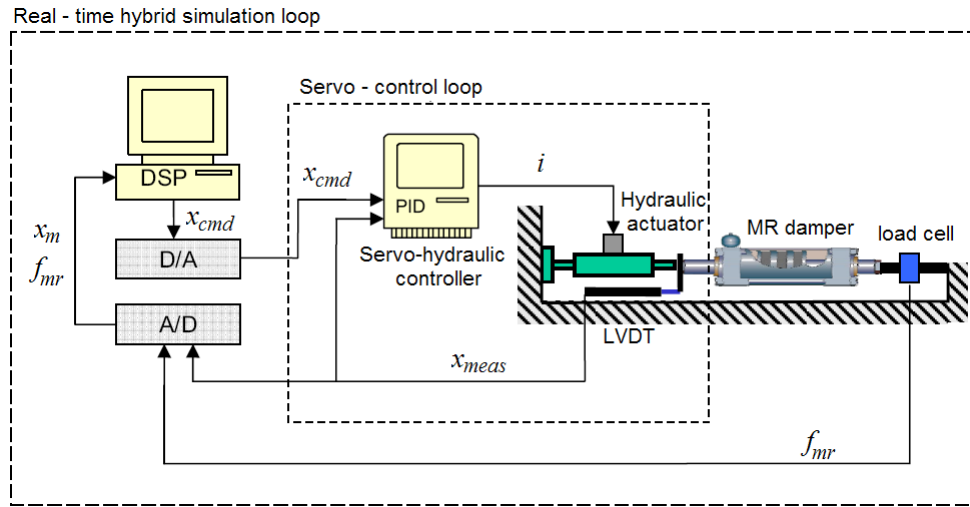 Real - time hybrid simulation loop
Servo - control loop
DSP
x_cmd
x_cmd
PID
i
Hydraulic
actuator
MR damper
load cell
x_m
f_mr
D/A
Servo-hydraulic
controller
A/D
LVDT
x_meas
f_mr